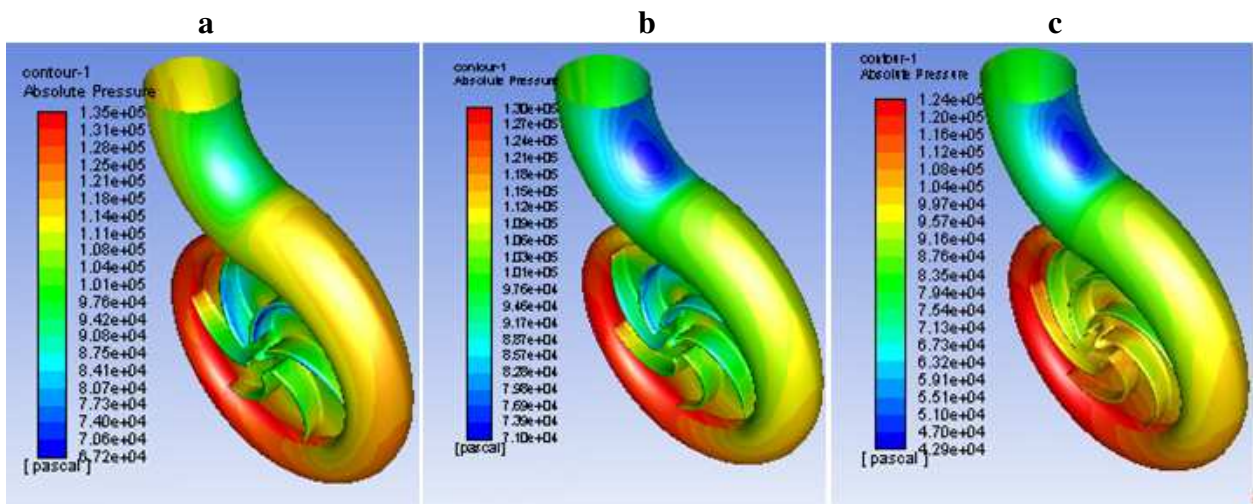 a
contour-1
Absolute Pressure
1.35e+05
1.31e+05
1.28e+05
1.25e+05
1.21e+05
1.18e+05
1.14e+05
1.11e+05
1.08e+05
1.04e+05
1.01e+05
9.76e+04
9.42e+04
9.08e+04
8.75e+04
8.41e+04
8.07e+04
7.73e+04
7.40e+04
7.06e+04
6.72e+04
[ pascal ]
b
contour-1
Absolute Pressure
1.30e+05
1.27e+05
1.24e+05
1.21e+05
1.18e+05
1.15e+05
1.12e+05
1.09e+05
1.06e+05
1.03e+05
1.01e+05
9.76e+04
9.46e+04
9.17e+04
8.87e+04
8.57e+04
8.28e+04
7.98e+04
7.69e+04
7.39e+04
7.10e+04
[pascal]
c
contour-1
Absolute Pressure
1.24e+05
1.20e+05
1.16e+05
1.12e+05
1.08e+05
1.04e+05
9.97e+04
9.57e+04
9.16e+04
8.76e+04
8.35e+04
7.94e+04
7.54e+04
7.13e+04
6.73e+04
6.32e+04
5.91e+04
5.51e+04
5.10e+04
4.70e+04
4.29e+04
[pascal]